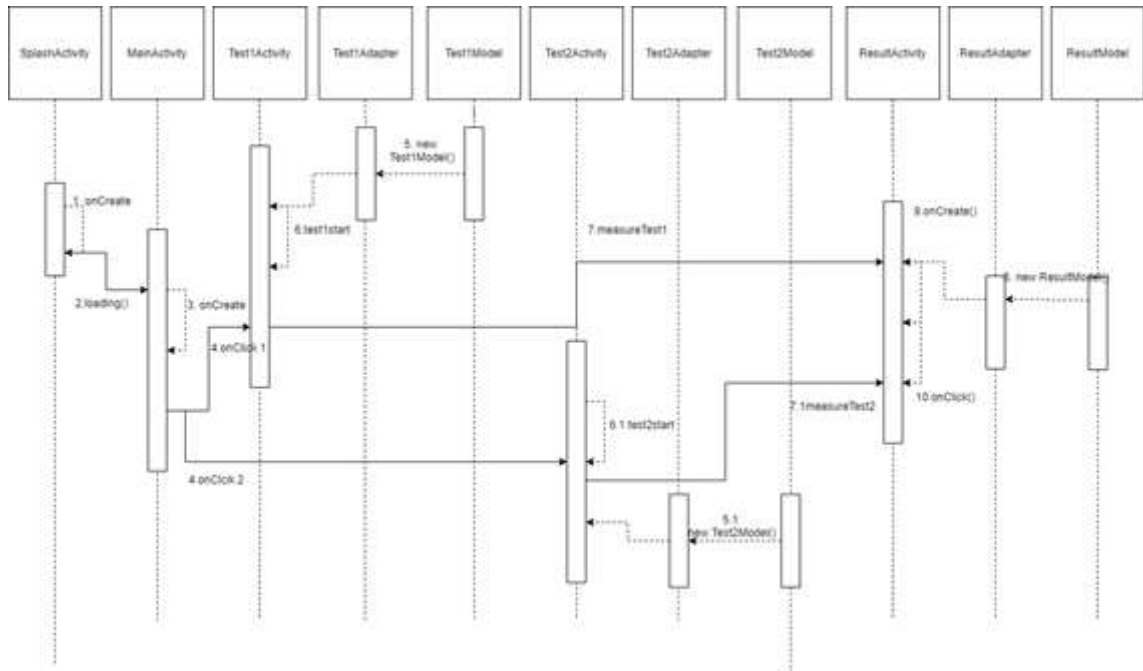 SplashActivity
MainActivity
Test1Activity
Test1Adapter
Test1Model
Test2Activity
Test2Adapter
Test2Model
ResultActivity
ResultAdapter
ResultModel
5. new
Test1Model()
1. onCreate
9.onCreate()
6.test1start
7.measureTest1
new ResultModel()
2.loading()
3. onCreate
4.onClick 1
10.onClick()
7.1measureTest2
6.1.test2start
4.onClick 2
5.1
new Test2Model()